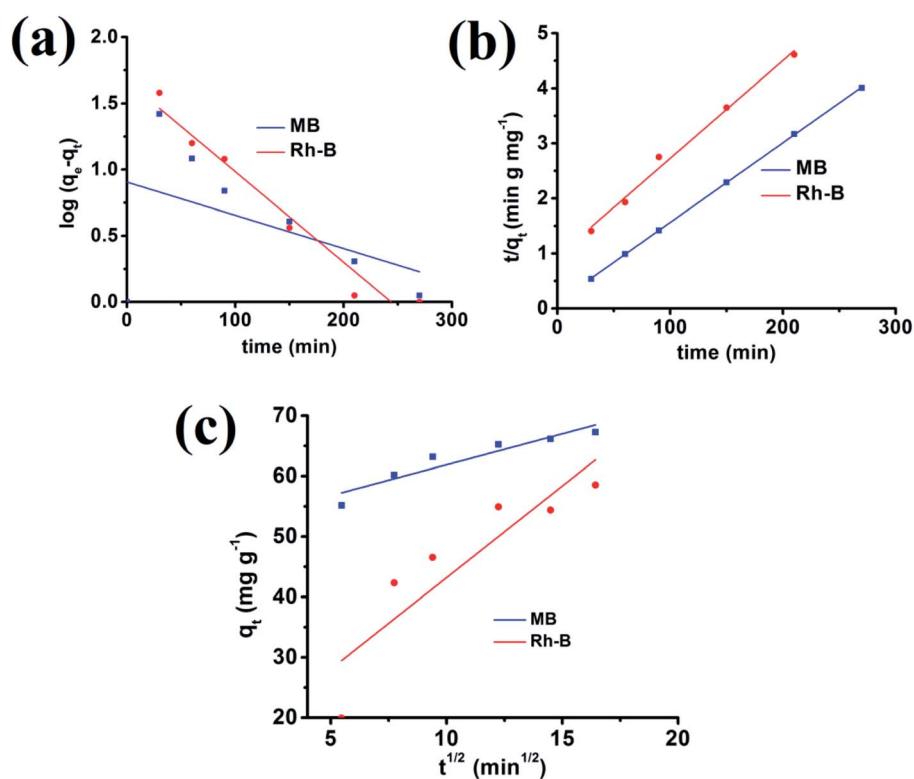 (a)
2.0
1.5
1.0
0.5
0.0
0
100
200
300
log (qₑ-qₜ)
time (min)
MB
Rh-B
(b)
5
4
3
2
1
0
0
100
200
300
t/qₜ (min g mg⁻¹)
time (min)
MB
Rh-B
(c)
70
60
50
40
30
20
5
10
15
20
qₜ (mg g⁻¹)
t¹/² (min¹/²)
MB
Rh-B